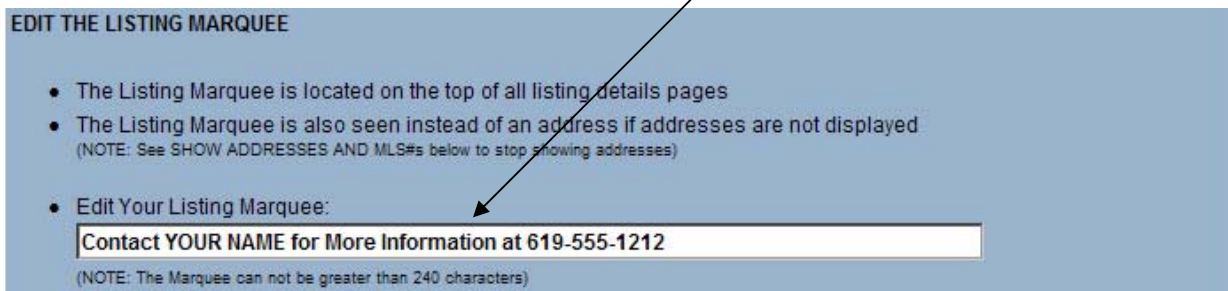 EDIT THE LISTING MARQUEE
• The Listing Marquee is located on the top of all listing details pages
• The Listing Marquee is also seen instead of an address if addresses are not displayed
(NOTE: See SHOW ADDRESSES AND MLS#s below to stop showing addresses)
• Edit Your Listing Marquee:
Contact YOUR NAME for More Information at 619-555-1212
(NOTE: The Marquee can not be greater than 240 characters)